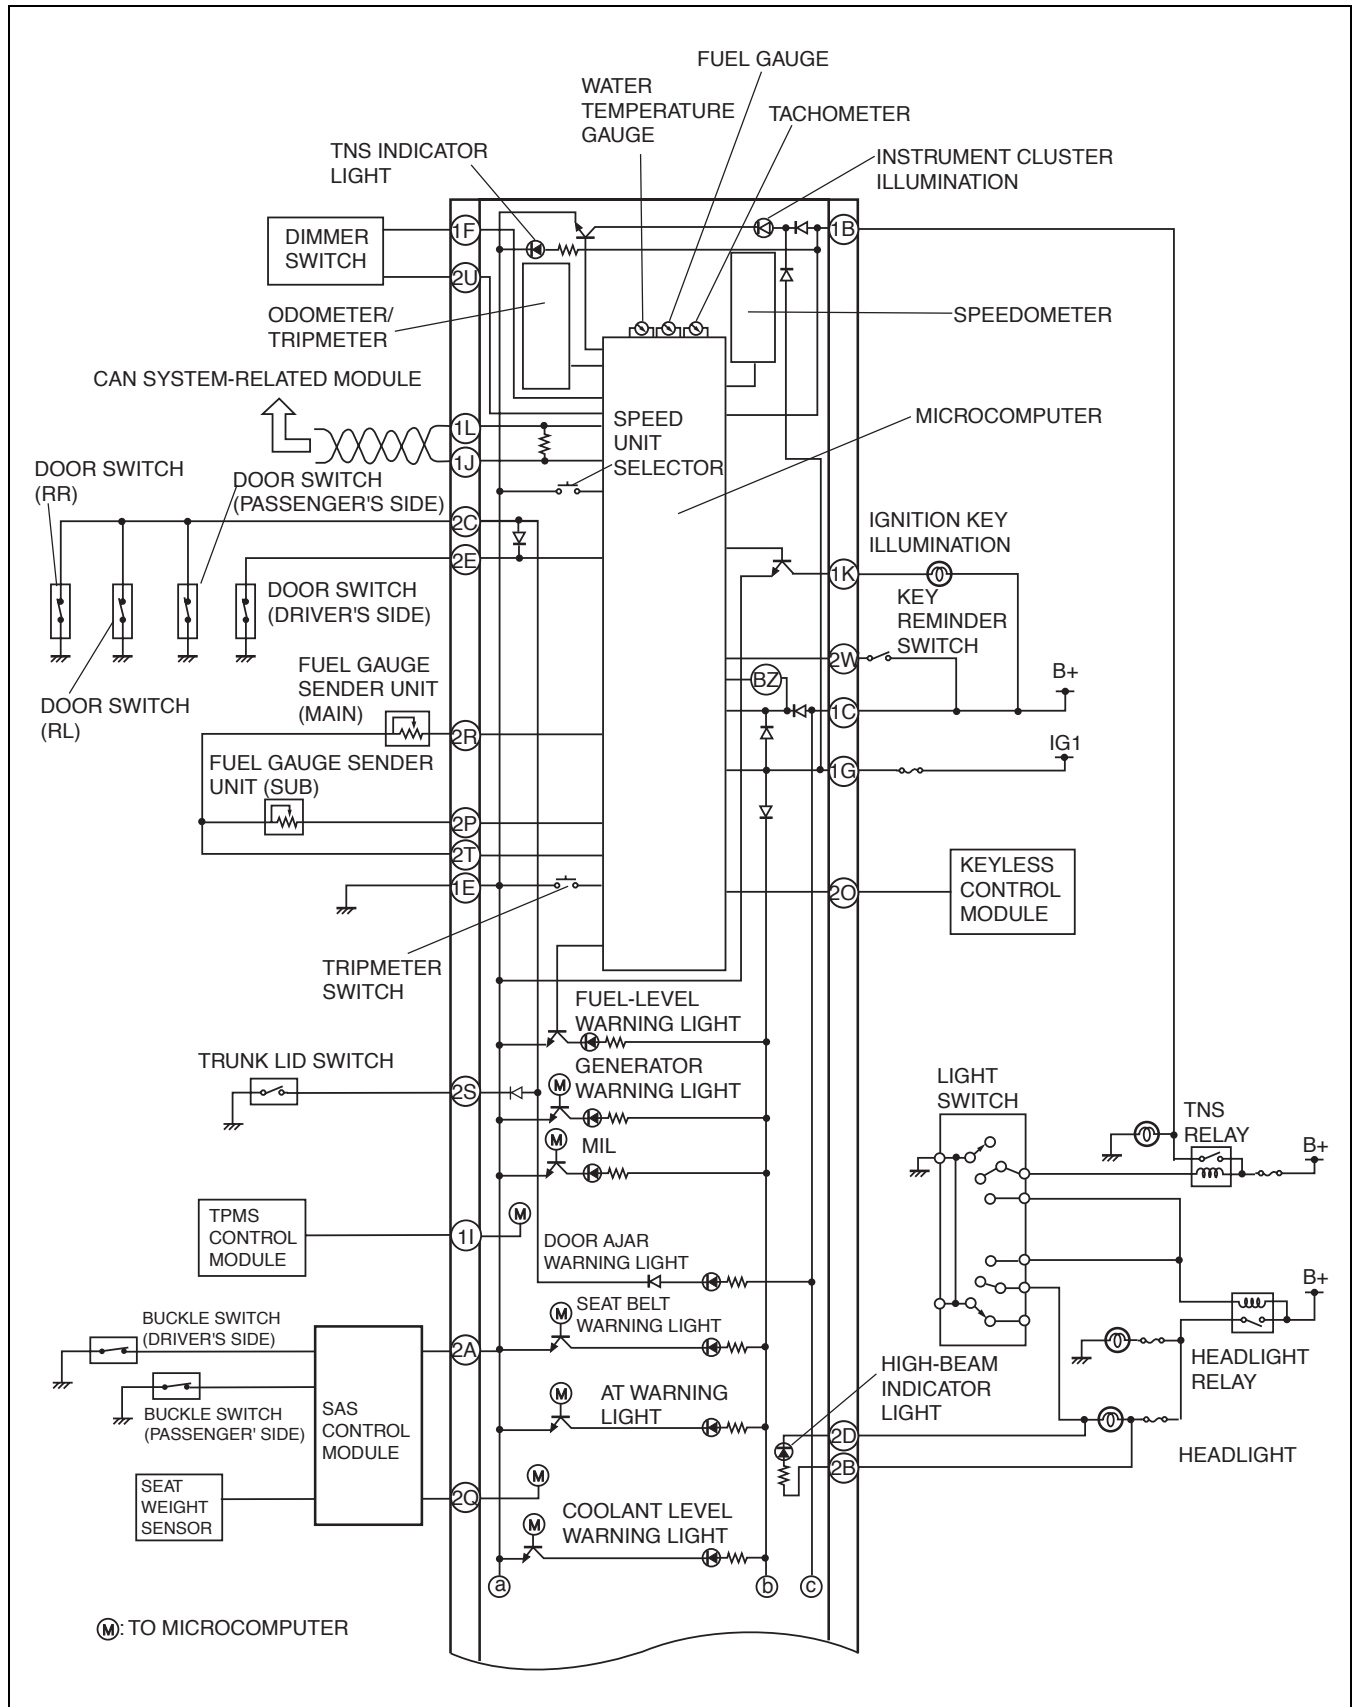 FUEL GAUGE
WATER
TEMPERATURE
GAUGE
TACHOMETER
TNS INDICATOR
LIGHT
INSTRUMENT CLUSTER
ILLUMINATION
DIMMER
SWITCH
1F
1B
2U
ODOMETER/
TRIPMETER
SPEEDOMETER
CAN SYSTEM-RELATED MODULE
SPEED
UNIT
SELECTOR
MICROCOMPUTER
1L
1J
DOOR SWITCH
(RR)
DOOR SWITCH
(PASSENGER'S SIDE)
2C
2E
IGNITION KEY
ILLUMINATION
1K
DOOR SWITCH
(DRIVER'S SIDE)
KEY
REMINDER
SWITCH
2W
BZ
B+
1C
FUEL GAUGE
SENDER UNIT
(MAIN)
DOOR SWITCH
(RL)
2R
IG1
1G
FUEL GAUGE SENDER
UNIT (SUB)
2P
2T
1E
2O
KEYLESS
CONTROL
MODULE
TRIPMETER
SWITCH
FUEL-LEVEL
WARNING LIGHT
TRUNK LID SWITCH
2S
GENERATOR
WARNING LIGHT
M
M
MIL
LIGHT
SWITCH
TNS
RELAY
B+
TPMS
CONTROL
MODULE
1I
M
DOOR AJAR
WARNING LIGHT
B+
BUCKLE SWITCH
(DRIVER'S SIDE)
2A
M
SEAT BELT
WARNING LIGHT
HEADLIGHT
RELAY
HIGH-BEAM
INDICATOR
LIGHT
BUCKLE SWITCH
(PASSENGER' SIDE)
SAS
CONTROL
MODULE
M
AT WARNING
LIGHT
2D
2B
HEADLIGHT
SEAT
WEIGHT
SENSOR
2Q
M
M
COOLANT LEVEL
WARNING LIGHT
a
b
c
M: TO MICROCOMPUTER